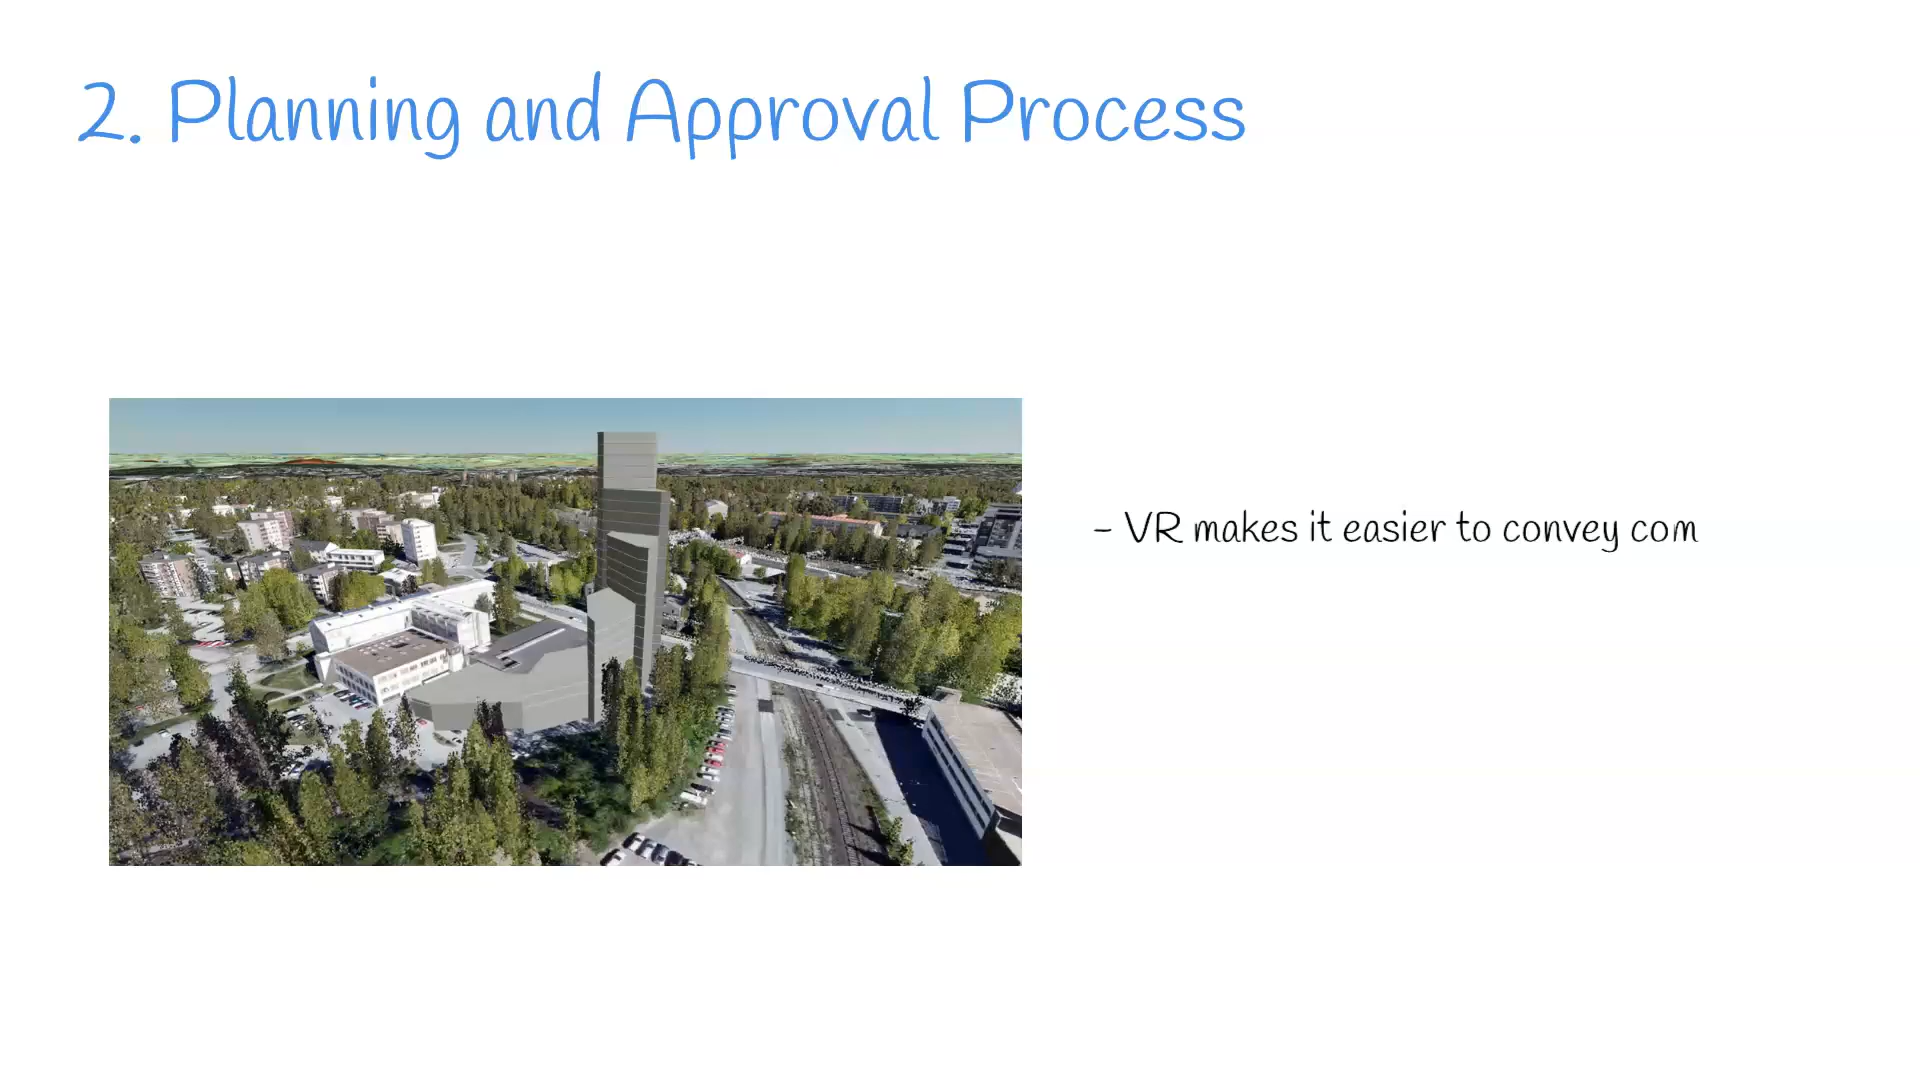 2. Planning and Approval Process
- VR makes it easier to convey com